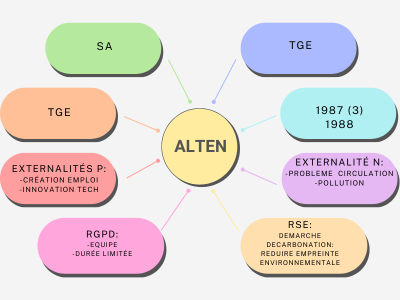 SA
TGE
TGE
1987 (3)
1988
ALTEN
EXTERNALITÉS P:
-CRÉATION EMPLOI
-INNOVATION TECH
EXTERNALITÉ N:
-PROBLEME CIRCULATION
-POLLUTION
RGPD:
-EQUIPE
-DURÉE LIMITÉE
RSE:
DEMARCHE
DECARBONATION:
REDUIRE EMPREINTE
ENVIRONNEMENTALE